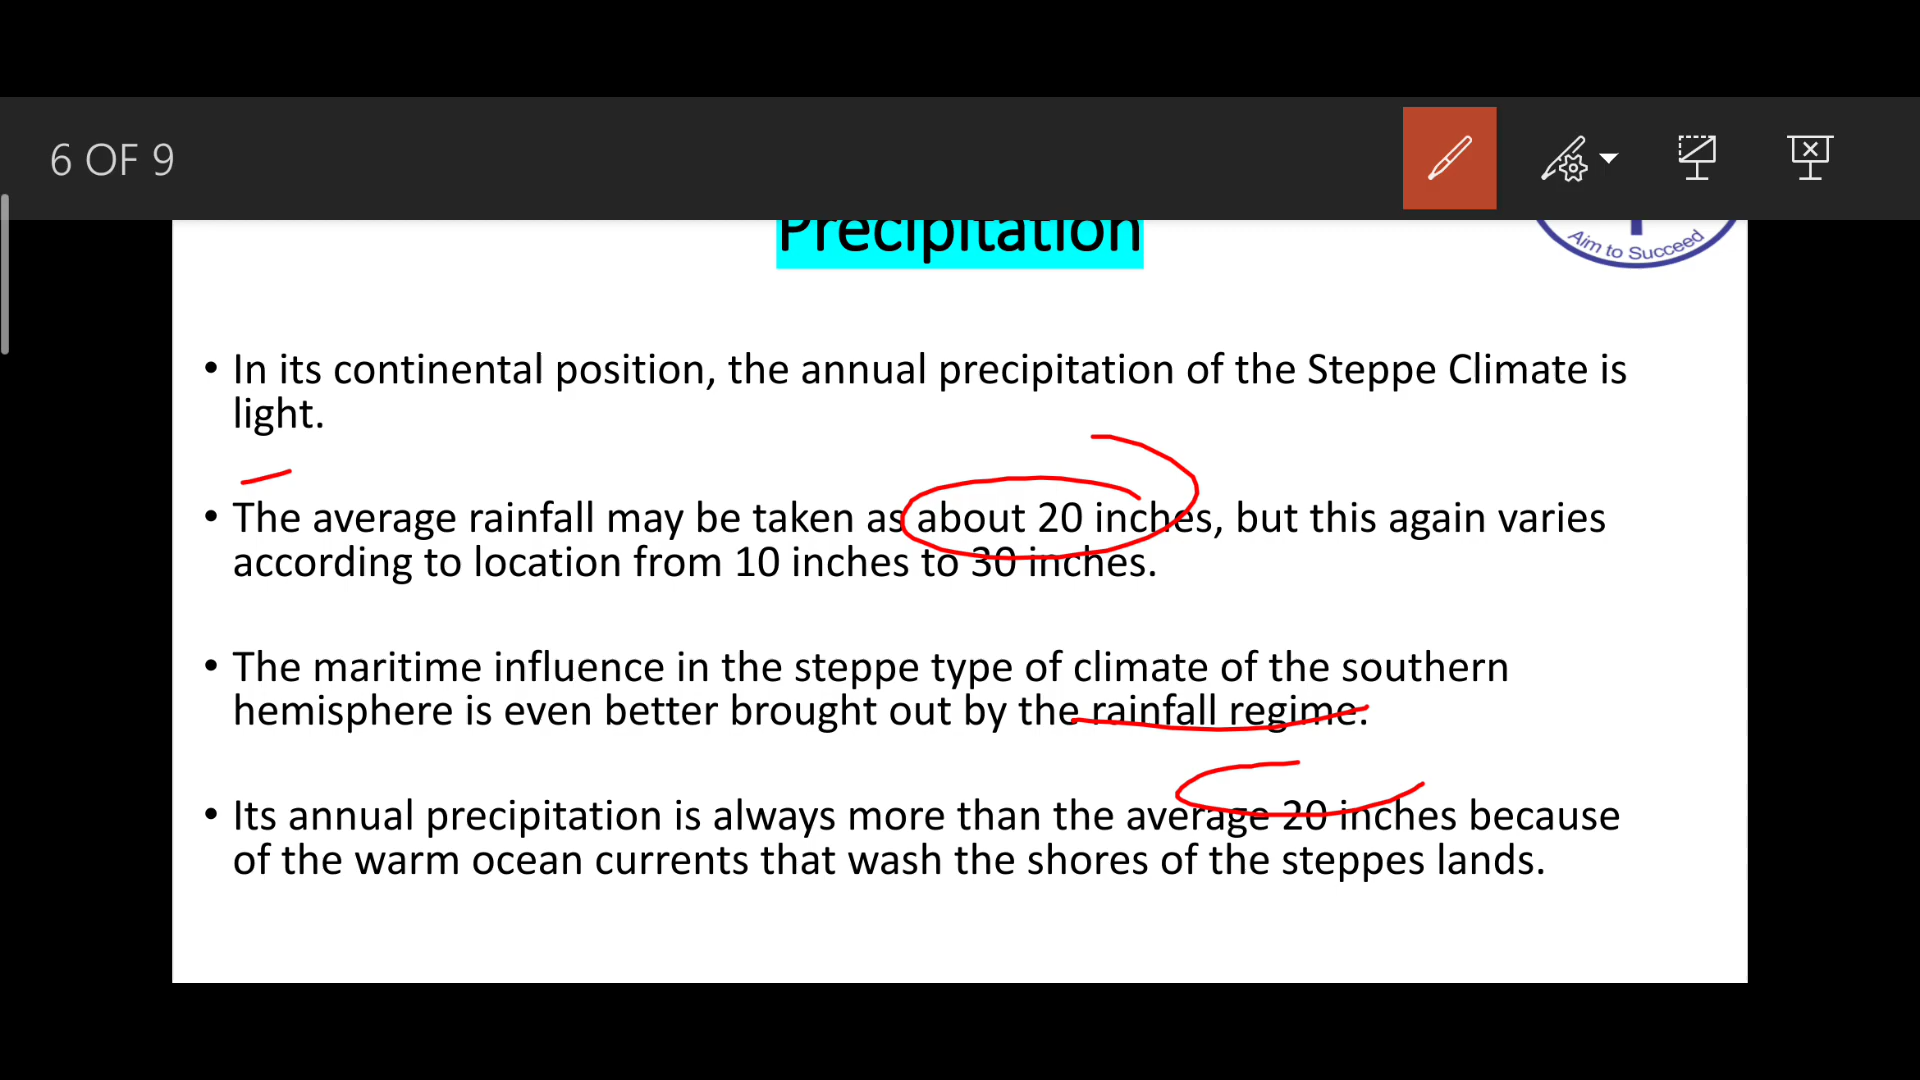 6 OF 9
Precipitation
Aim to Succeed
• In its continental position, the annual precipitation of the Steppe Climate is
light.
• The average rainfall may be taken as about 20 inches, but this again varies
according to location from 10 inches to 30 inches.
• The maritime influence in the steppe type of climate of the southern
hemisphere is even better brought out by the rainfall regime.
• Its annual precipitation is always more than the average 20 inches because
of the warm ocean currents that wash the shores of the steppes lands.